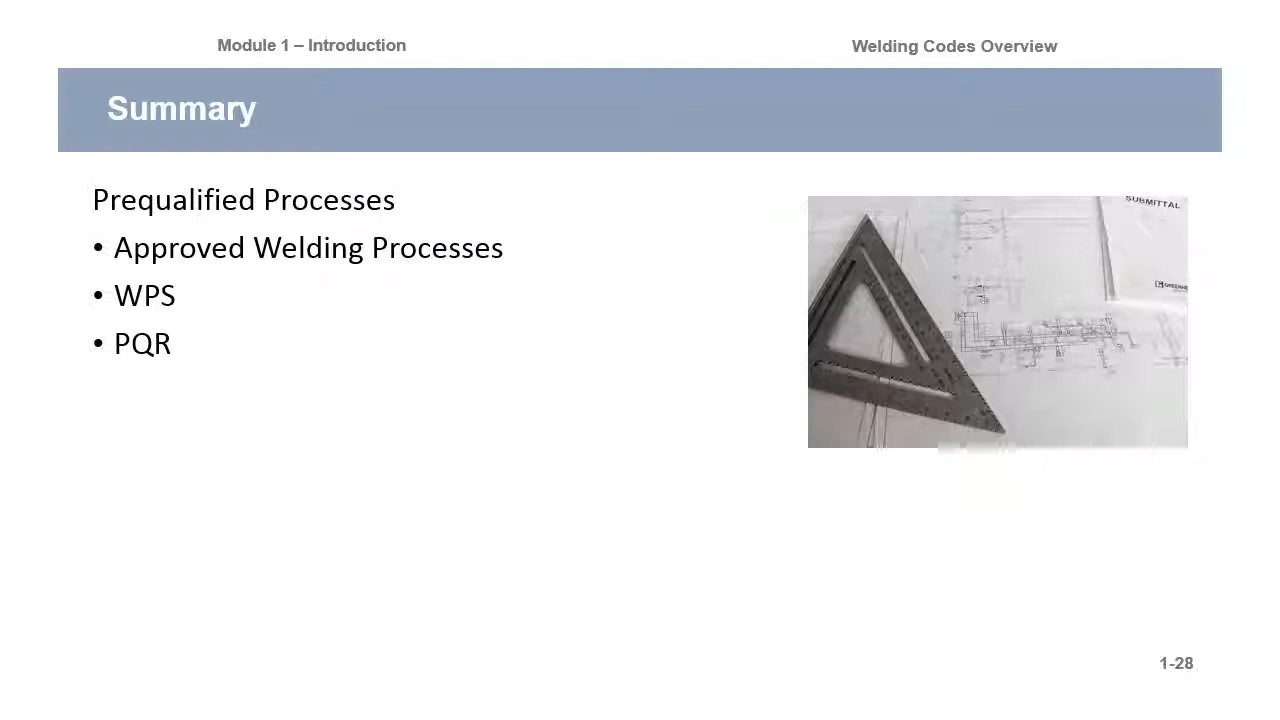 Module 1 – Introduction
Welding Codes Overview
Summary
Prequalified Processes
• Approved Welding Processes
• WPS
• PQR
SUBMITTAL
1-28